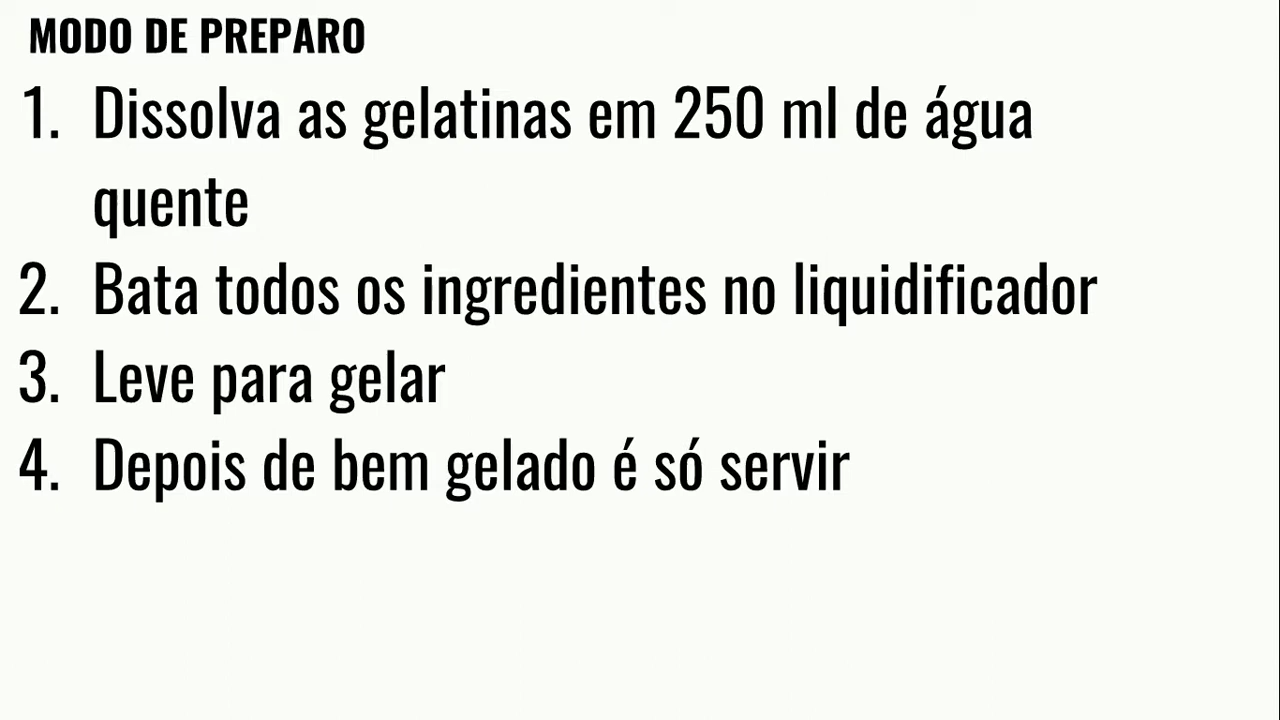 MODO DE PREPARO
1. Dissolva as gelatinas em 250 ml de água
quente
2. Bata todos os ingredientes no liquidificador
3. Leve para gelar
4. Depois de bem gelado é só servir